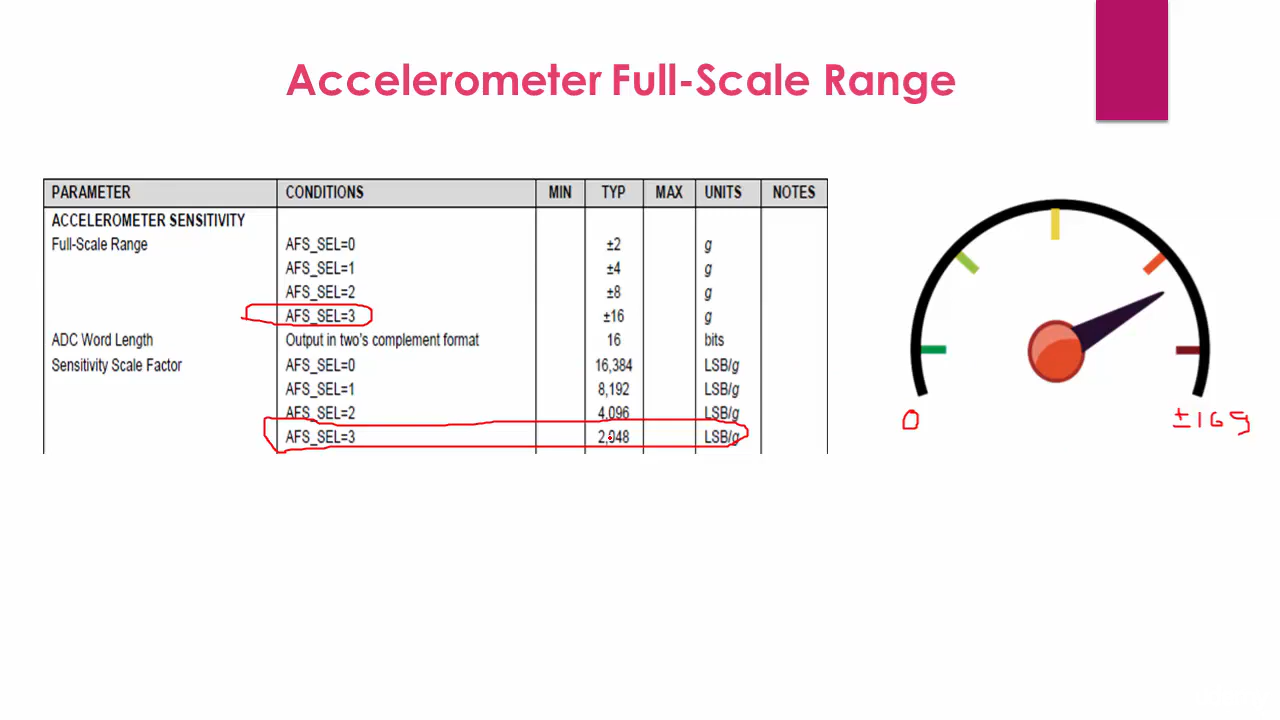 Accelerometer Full-Scale Range
PARAMETER CONDITIONS MIN TYP MAX UNITS NOTES
ACCELEROMETER SENSITIVITY
Full-Scale Range AFS_SEL=0 ±2 g
AFS_SEL=1 ±4 g
AFS_SEL=2 ±8 g
AFS_SEL=3 ±16 g
ADC Word Length Output in two's complement format 16 bits
Sensitivity Scale Factor AFS_SEL=0 16,384 LSB/g
AFS_SEL=1 8,192 LSB/g
AFS_SEL=2 4,096 LSB/g
AFS_SEL=3 2,048 LSB/g
0 ±16g